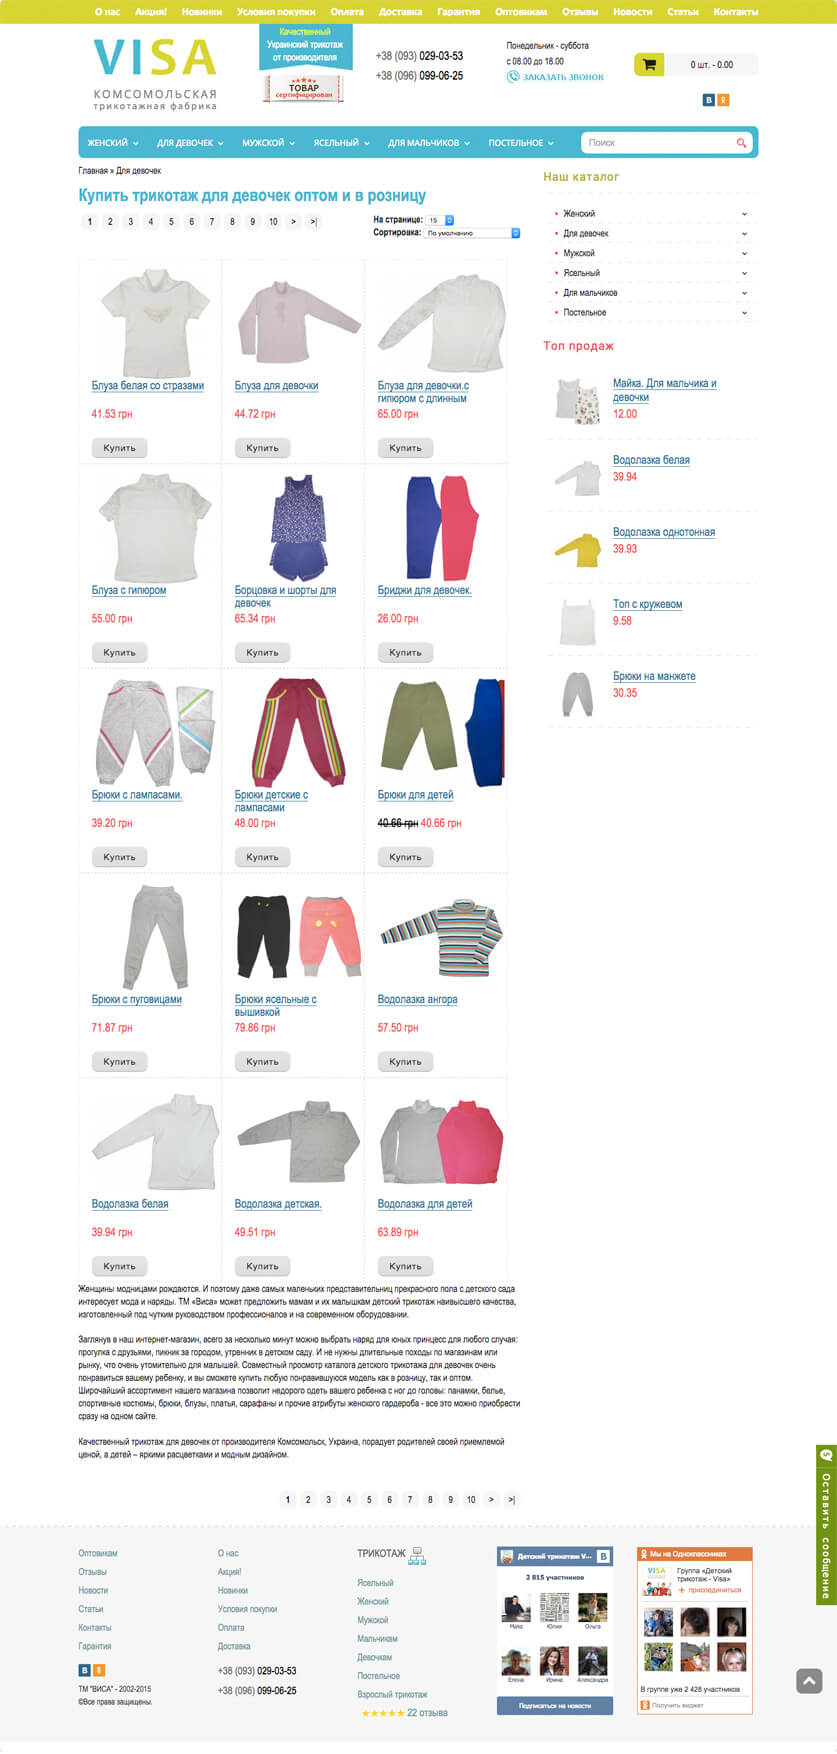 О нас Акция! Новинки Условия покупки Оплата Доставка Гарантия Оптовикам Отзывы Новости Статьи Контакты
VISA
КОМСОМОЛЬСКАЯ
трикотажная фабрика
Качественный
Украинский трикотаж
от производителя
ТОВАР
сертифицирован
+38 (093) 029-03-53
+38 (096) 099-06-25
Понедельник - суббота
с 08.00 до 18.00
ЗАКАЗАТЬ ЗВОНОК
0 шт. - 0.00
ЖЕНСКИЙ ДЛЯ ДЕВОЧЕК МУЖСКОЙ ЯСЕЛЬНЫЙ ДЛЯ МАЛЬЧИКОВ ПОСТЕЛЬНОЕ Поиск
Главная » Для девочек
Купить трикотаж для девочек оптом и в розницу
1 2 3 4 5 6 7 8 9 10 > >|
На странице: 15
Сортировка: По умолчанию
Блуза белая со стразами
41.53 грн
Купить
Блуза для девочки
44.72 грн
Купить
Блуза для девочки.с
гипюром с длинным
65.00 грн
Купить
Блуза с гипюром
55.00 грн
Купить
Борцовка и шорты для
девочек
65.34 грн
Купить
Бриджи для девочек.
26.00 грн
Купить
Брюки с лампасами.
39.20 грн
Купить
Брюки детские с
лампасами
48.00 грн
Купить
Брюки для детей
40.66 грн 40.66 грн
Купить
Брюки с пуговицами
71.87 грн
Купить
Брюки ясельные с
вышивкой
79.86 грн
Купить
Водолазка ангора
57.50 грн
Купить
Водолазка белая
39.94 грн
Купить
Водолазка детская.
49.51 грн
Купить
Водолазка для детей
63.89 грн
Купить
Наш каталог
Женский
Для девочек
Мужской
Ясельный
Для мальчиков
Постельное
Топ продаж
Майка. Для мальчика и
девочки
12.00
Водолазка белая
39.94
Водолазка однотонная
39.93
Топ с кружевом
9.58
Брюки на манжете
30.35
Женщины модницами рождаются. И поэтому даже самых маленьких представительниц прекрасного пола с детского сада
интересует мода и наряды. ТМ «Виса» может предложить мамам и их малышкам детский трикотаж наивысшего качества,
изготовленный под чутким руководством профессионалов и на современном оборудовании.
Заглянув в наш интернет-магазин, всего за несколько минут можно выбрать наряд для юных принцесс для любого случая:
прогулка с друзьями, пикник за городом, утренник в детском саду. И не нужны длительные походы по магазинам или
рынку, что очень утомительно для малышей. Совместный просмотр каталога детского трикотажа для девочек очень
понравиться вашему ребенку, и вы сможете купить любую понравившуюся модель как в розницу, так и оптом.
Широчайший ассортимент нашего магазина позволит недорого одеть вашего ребенка с ног до головы: панамки, белье,
спортивные костюмы, брюки, блузы, платья, сарафаны и прочие атрибуты женского гардероба - все это можно приобрести
сразу на одном сайте.
Качественный трикотаж для девочек от производителя Комсомольск, Украина, порадует родителей своей приемлемой
ценой, а детей – яркими расцветками и модным дизайном.
1 2 3 4 5 6 7 8 9 10 > >|
Оставить сообщение
Оптовикам
Отзывы
Новости
Статьи
Контакты
Гарантия
ТМ "ВИСА" - 2002-2015
©Все права защищены.
О нас
Акция!
Новинки
Условия покупки
Оплата
Доставка
+38 (093) 029-03-53
+38 (096) 099-06-25
ТРИКОТАЖ
Ясельный
Женский
Мужской
Мальчикам
Девочкам
Постельное
Взрослый трикотаж
22 отзыва
Детский трикотаж V...
2 815 участников
Maks Юлия Ольга
Елена Ирина Александра
Подписаться на новости
Мы на Одноклассниках
VISA
Группа «Детский
трикотаж - Visa»
+ присоединиться
В группе уже 2 428 участников
Получить виджет